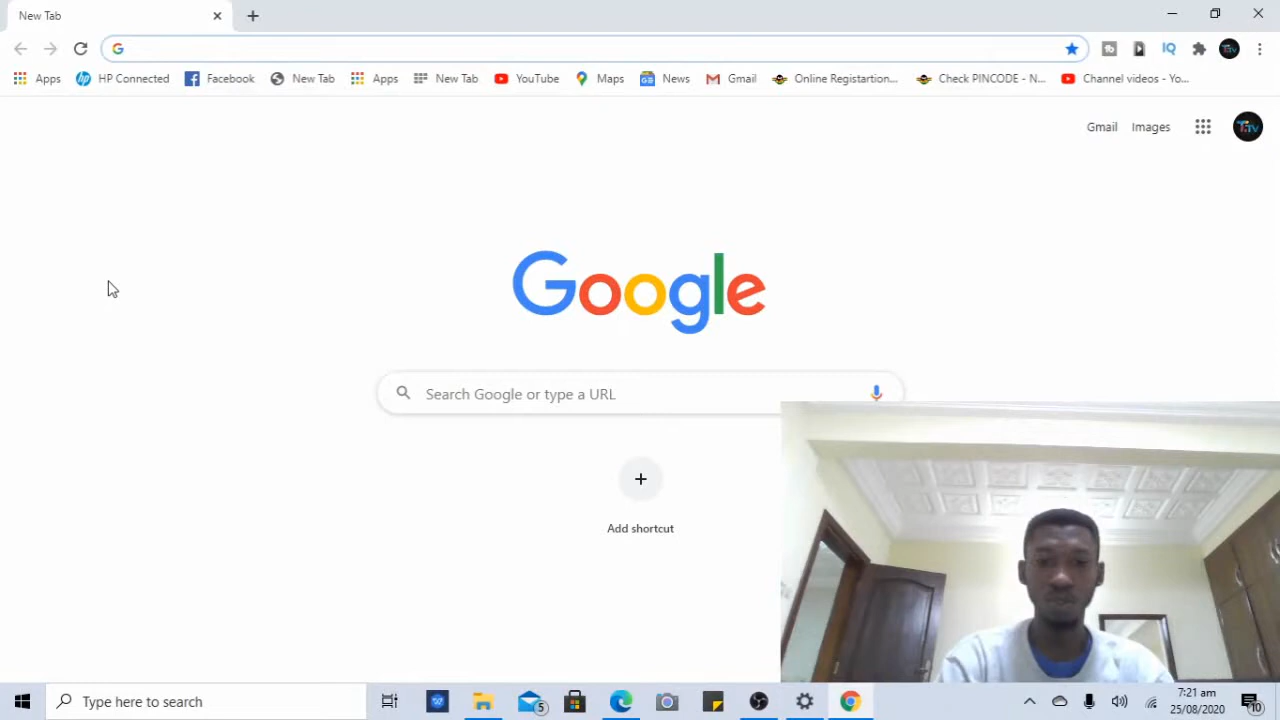 New Tab
Apps HP Connected Facebook New Tab Apps New Tab YouTube Maps News Gmail Online Registartion... Check PINCODE - N... Channel videos - Yo...
Gmail Images
Google
Search Google or type a URL
Add shortcut
Type here to search
5
7:21 am
25/08/2020
10